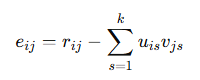 e_{ij} = r_{ij} - \sum_{s=1}^{k} u_{is} v_{js}